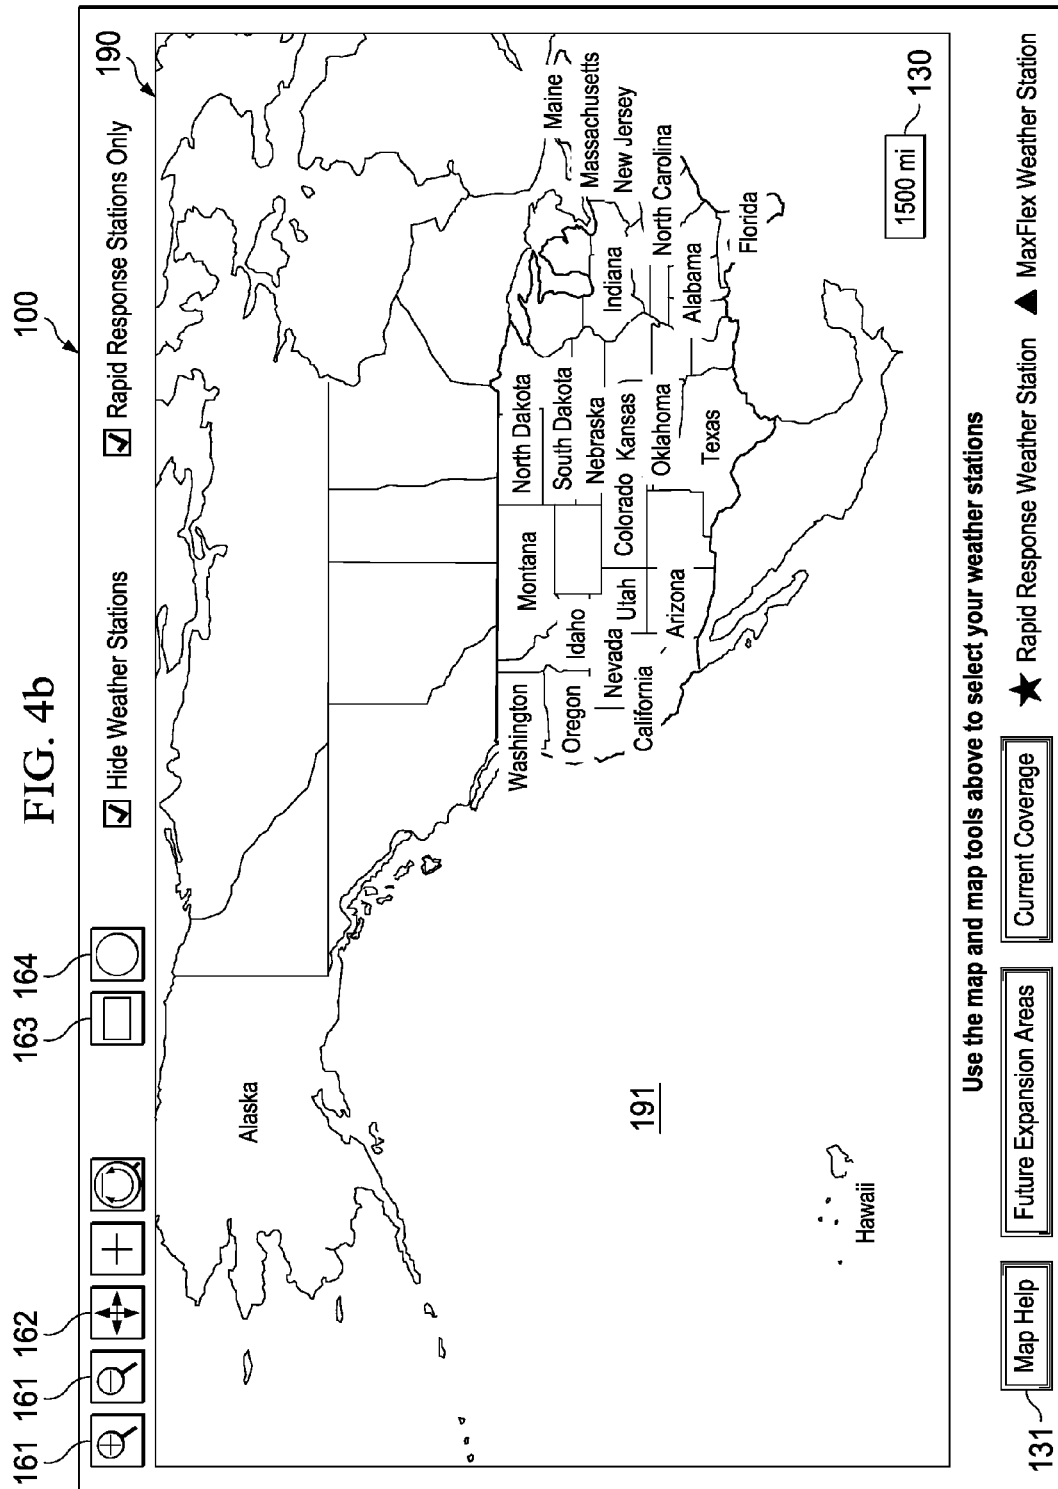 FIG. 4b
100
161
161
162
163
164
190
Hide Weather Stations
Rapid Response Stations Only
Alaska
Washington
Montana
North Dakota
Maine
Oregon
Idaho
South Dakota
Massachusetts
Nevada
Utah
Colorado
Nebraska
Kansas
Indiana
New Jersey
California
Arizona
Oklahoma
North Carolina
Alabama
Texas
Florida
191
Hawaii
1500 mi
130
Use the map and map tools above to select your weather stations
131
Map Help
Future Expansion Areas
Current Coverage
Rapid Response Weather Station
MaxFlex Weather Station